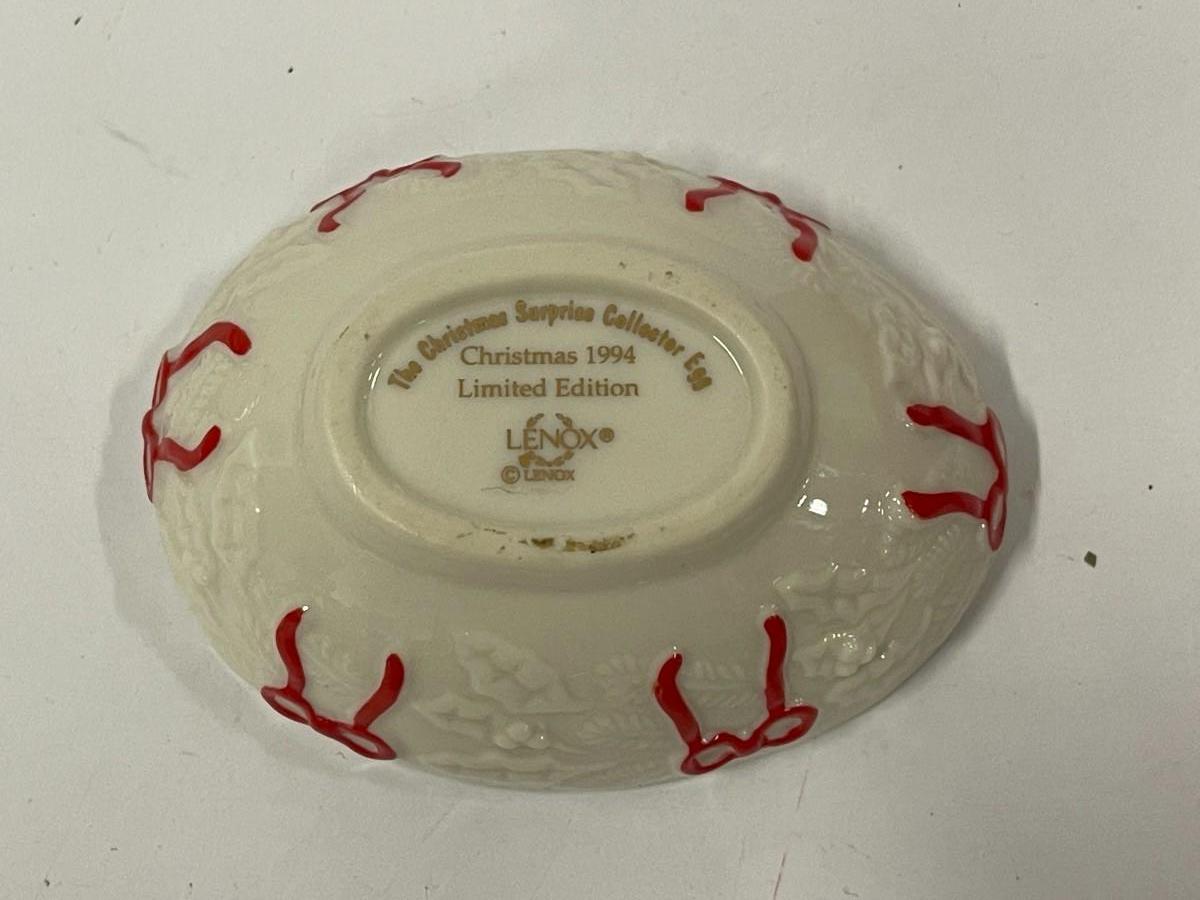 The Christmas Surprise Collector Egg
Christmas 1994
Limited Edition
LENOX®
© LENOX